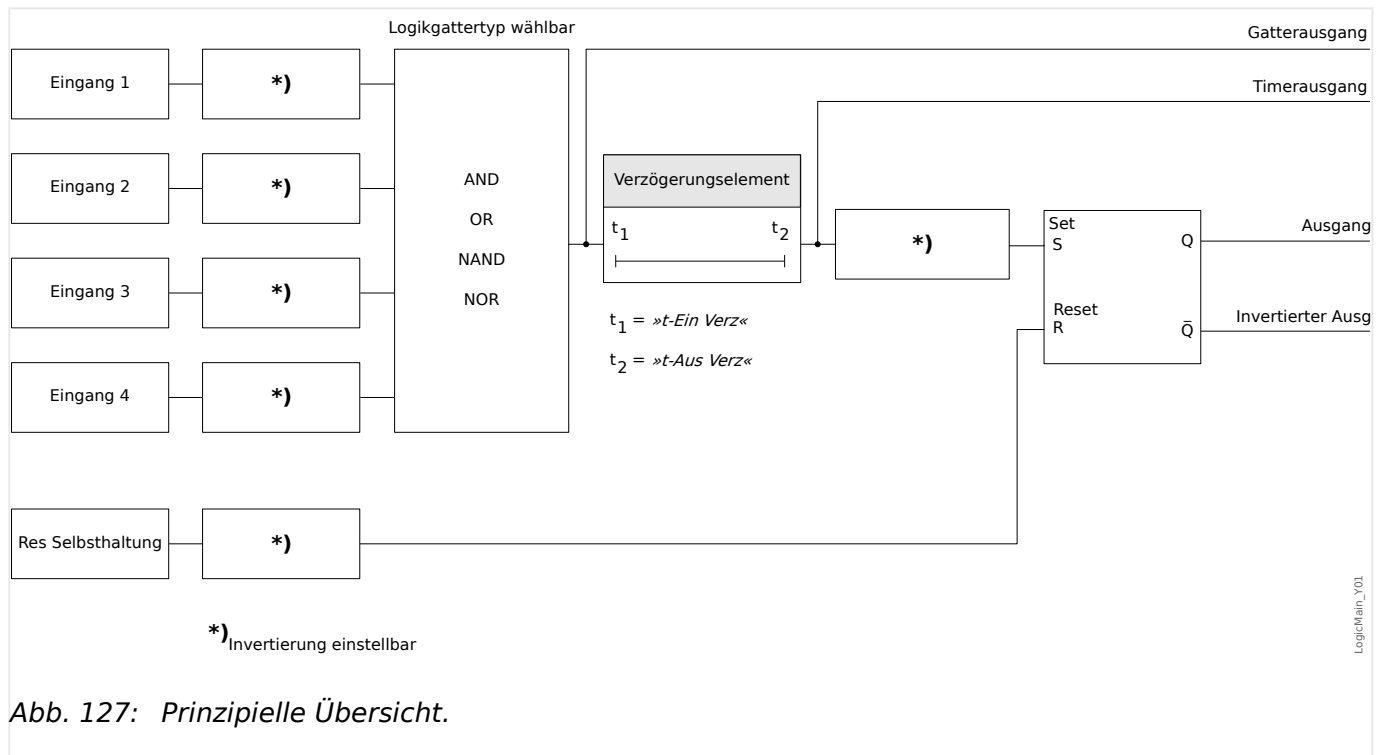 Logikgattertyp wählbar
Gatterausgang
Timerausgang
Eingang 1
*)
Eingang 2
*)
Eingang 3
*)
Eingang 4
*)
AND
OR
NAND
NOR
Verzögerungselement
t1
t2
t1 = »t-Ein Verz«
t2 = »t-Aus Verz«
*)
Set
S
Q
Reset
R
Q̅
Ausgang
Invertierter Ausg
Res Selbsthaltung
*)
*) Invertierung einstellbar
LogicMain_Y01
Abb. 127: Prinzipielle Übersicht.